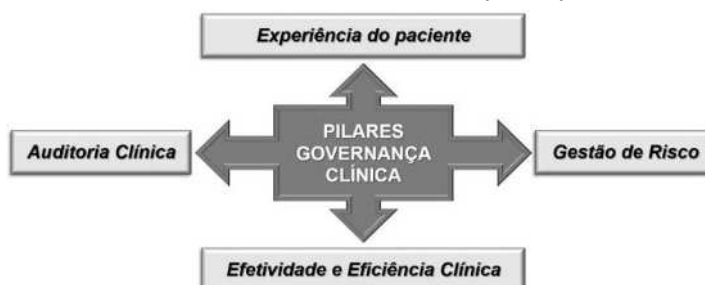 Experiência do paciente
Auditoria Clínica
PILARES
GOVERNANÇA
CLÍNICA
Gestão de Risco
Efetividade e Eficiência Clínica